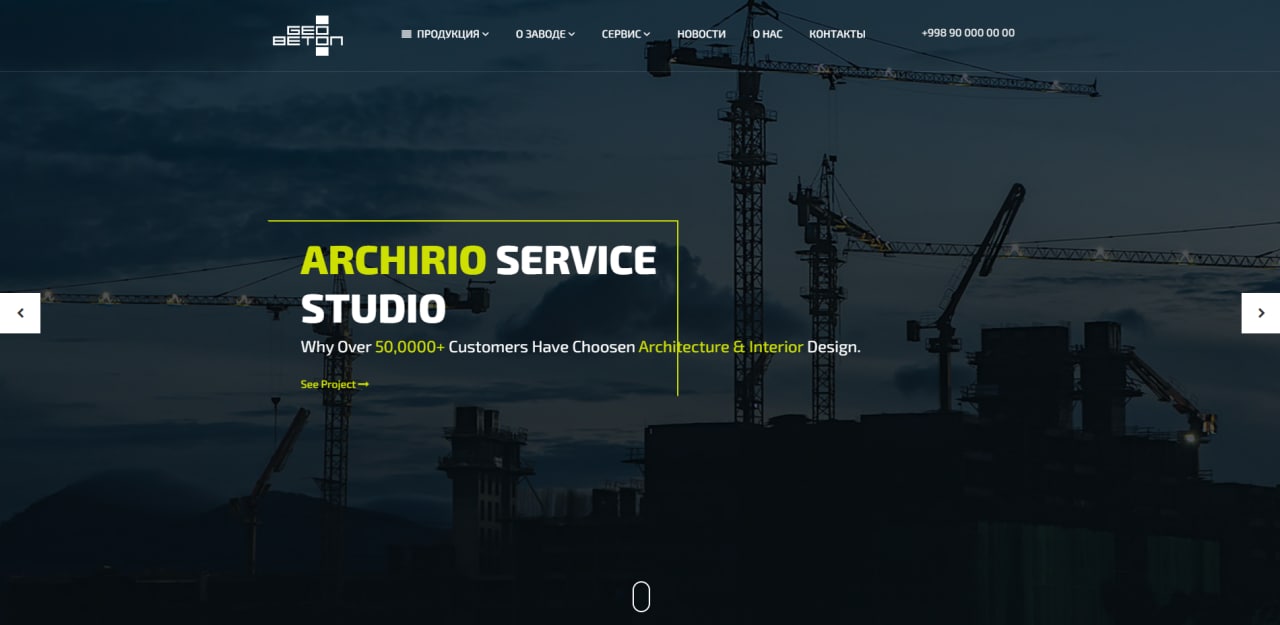 GEO
BETON
ПРОДУКЦИЯ О ЗАВОДЕ СЕРВИС НОВОСТИ О НАС КОНТАКТЫ +998 90 000 00 00
ARCHIRIO SERVICE
STUDIO
Why Over 50,0000+ Customers Have Choosen Architecture & Interior Design.
See Project